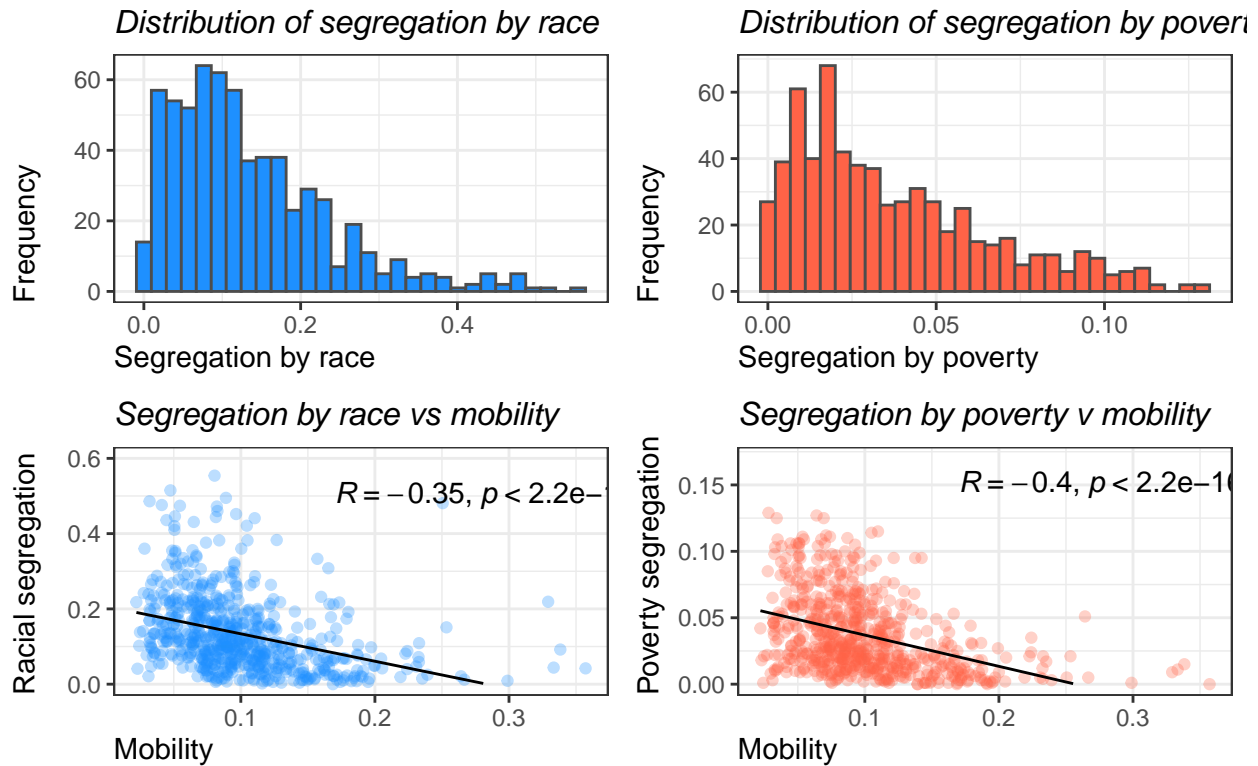 Distribution of segregation by race
60
40
20
0
Frequency
0.0 0.2 0.4
Segregation by race
Distribution of segregation by povert
60
40
20
0
Frequency
0.00 0.05 0.10
Segregation by poverty
Segregation by race vs mobility
R = −0.35, p < 2.2e−1
0.6
0.4
0.2
0.0
Racial segregation
0.1 0.2 0.3
Mobility
Segregation by poverty v mobility
R = −0.4, p < 2.2e−16
0.15
0.10
0.05
0.00
Poverty segregation
0.1 0.2 0.3
Mobility